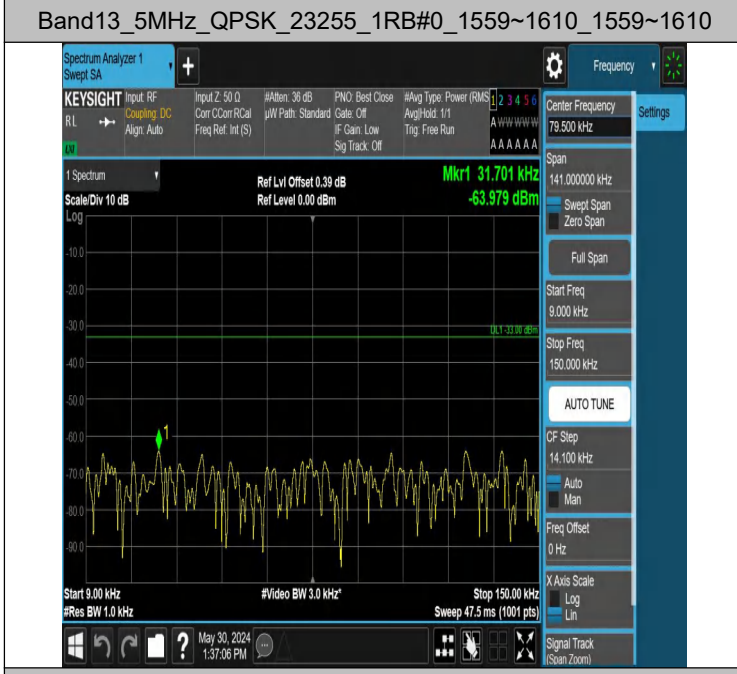 Band13_5MHz_QPSK_23255_1RB#0_1559~1610_1559~1610
Spectrum Analyzer 1
Swept SA
+
Frequency
KEYSIGHT
RL
Input: RF
Coupling: DC
Align: Auto
Input Z: 50 Ω
Corr CCorr RCal
Freq Ref: Int (S)
#Atten: 36 dB
µW Path: Standard
PNO: Best Close
Gate: Off
IF Gain: Low
Sig Track: Off
#Avg Type: Power (RMS
Avg|Hold: 1/1
Trig: Free Run
1 2 3 4 5 6
A W W W W W
A A A A A A
1 Spectrum
Scale/Div 10 dB
Log
Ref Lvl Offset 0.39 dB
Ref Level 0.00 dBm
Mkr1 31.701 kHz
-63.979 dBm
-10.0
-20.0
-30.0
DL1 -33.00 dBm
-40.0
-50.0
-60.0
1
-70.0
-80.0
-90.0
Start 9.00 kHz
#Res BW 1.0 kHz
#Video BW 3.0 kHz*
Stop 150.00 kHz
Sweep 47.5 ms (1001 pts)
Center Frequency
79.500 kHz
Settings
Span
141.000000 kHz
Swept Span
Zero Span
Full Span
Start Freq
9.000 kHz
Stop Freq
150.000 kHz
AUTO TUNE
CF Step
14.100 kHz
Auto
Man
Freq Offset
0 Hz
X Axis Scale
Log
Lin
Signal Track
(Span Zoom)
?
May 30, 2024
1:37:06 PM